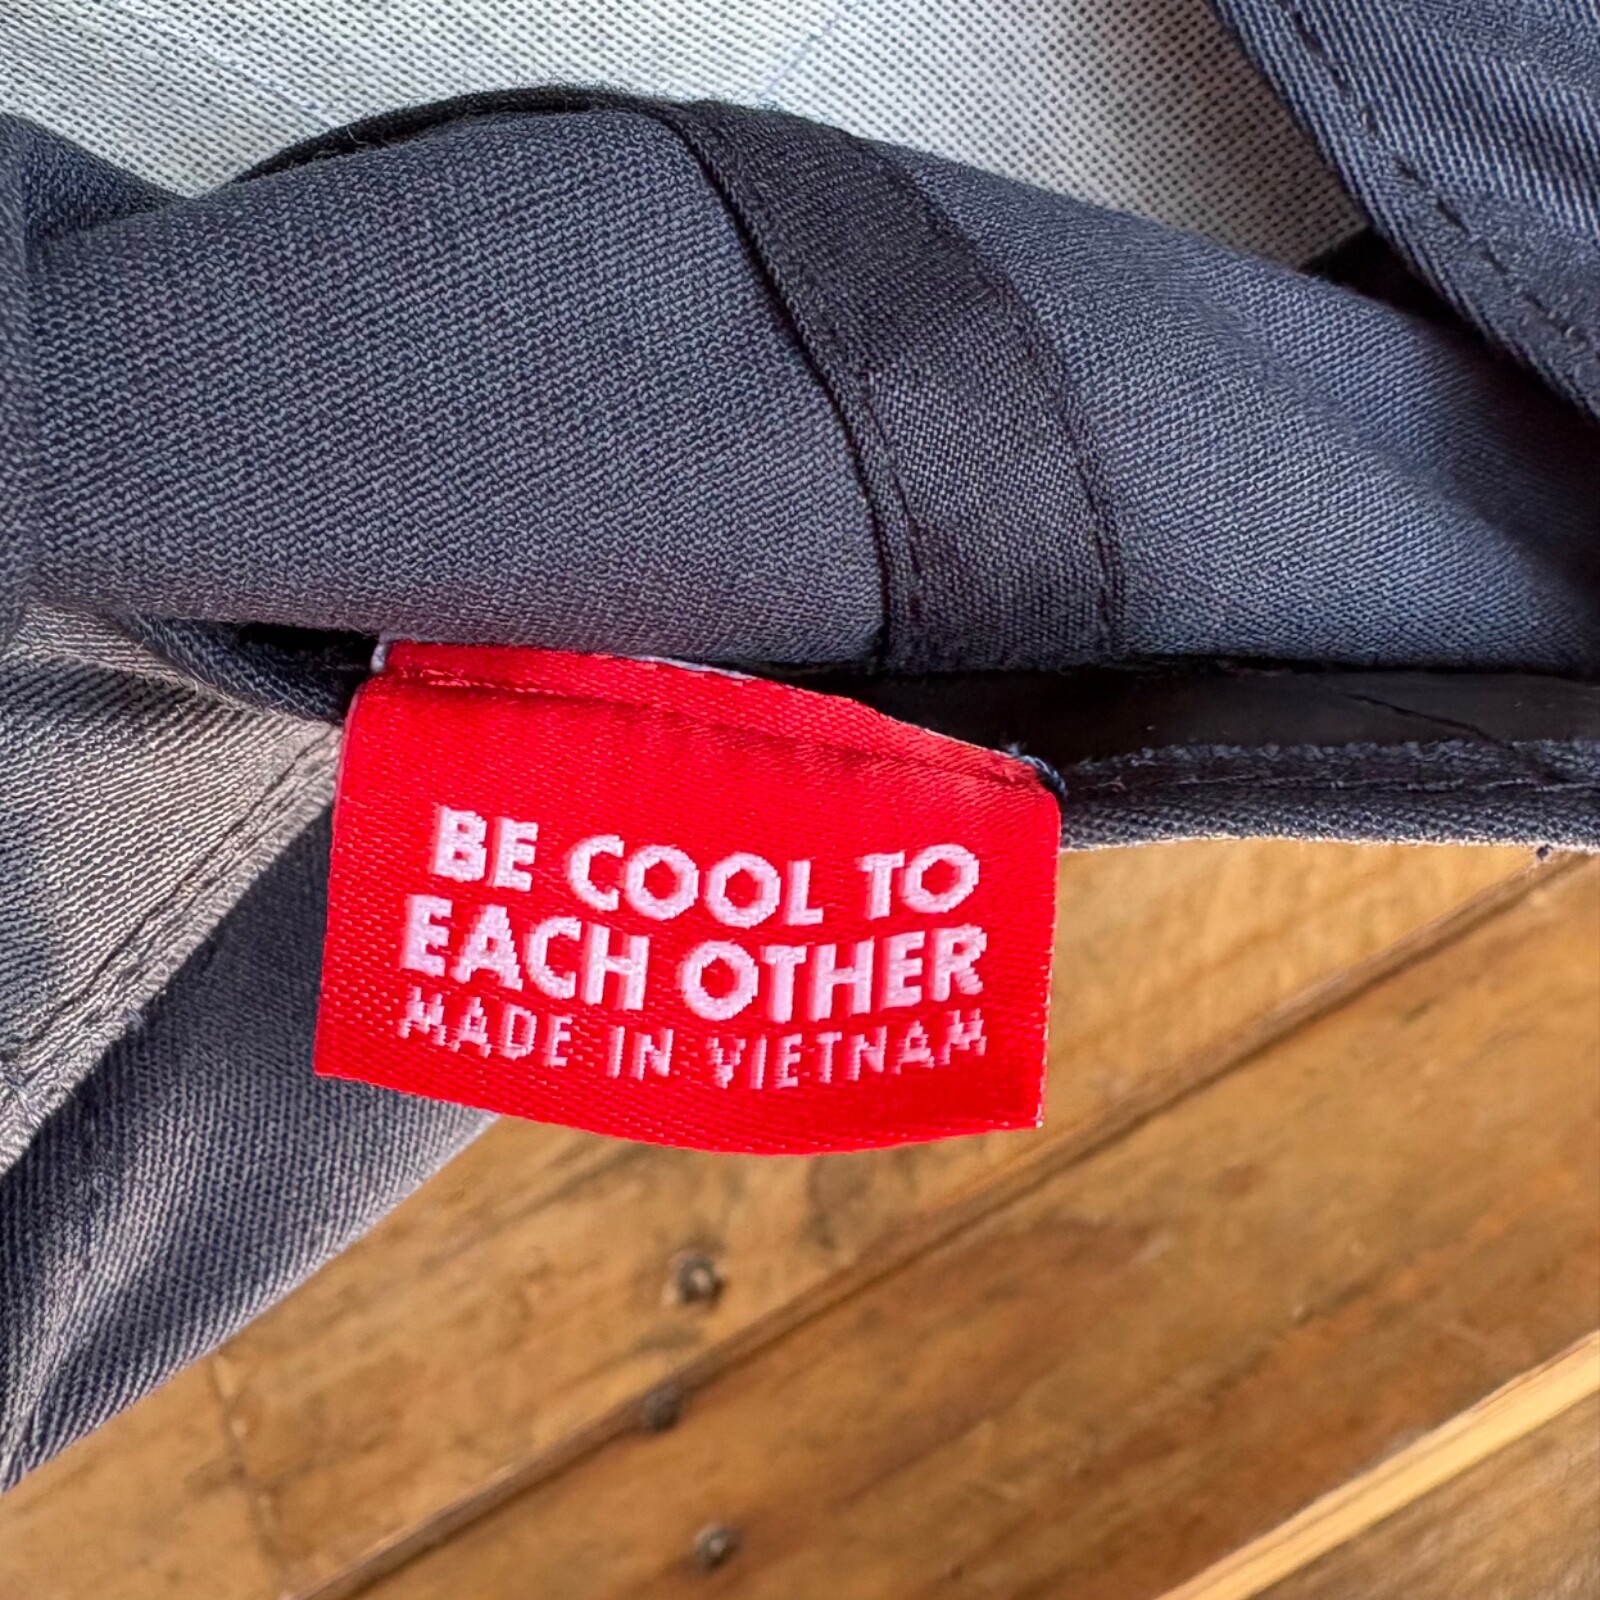 BE COOL TO
EACH OTHER
MADE IN VIETNAM